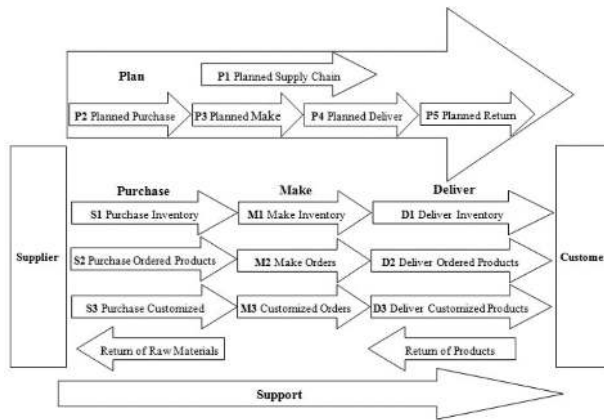 Plan
P1 Planned Supply Chain
P2 Planned Purchase
P3 Planned Make
P4 Planned Deliver
P5 Planned Return
Purchase
Make
Deliver
Supplier
Customer
S1 Purchase Inventory
M1 Make Inventory
D1 Deliver Inventory
S2 Purchase Ordered Products
M2 Make Orders
D2 Deliver Ordered Products
S3 Purchase Customized
M3 Customized Orders
D3 Deliver Customized Products
Return of Raw Materials
Return of Products
Support